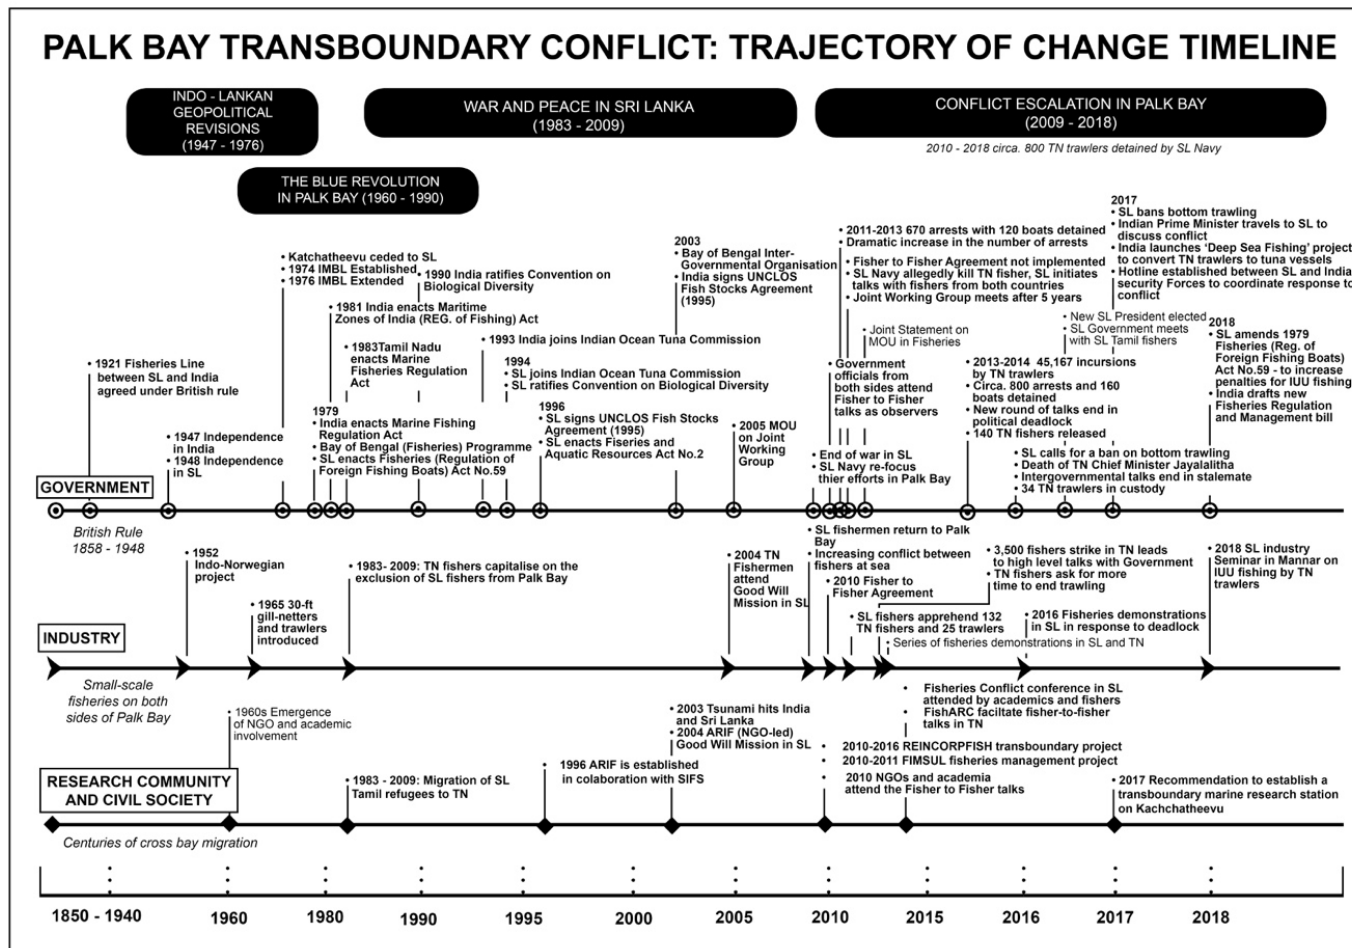 PALK BAY TRANSBOUNDARY CONFLICT: TRAJECTORY OF CHANGE TIMELINE
INDO - LANKAN
GEOPOLITICAL
REVISIONS
(1947 - 1976)
WAR AND PEACE IN SRI LANKA
(1983 - 2009)
CONFLICT ESCALATION IN PALK BAY
(2009 - 2018)
2010 - 2018 circa. 800 TN trawlers detained by SL Navy
THE BLUE REVOLUTION
IN PALK BAY (1960 - 1990)
GOVERNMENT
British Rule
1858 - 1948
• 1921 Fisheries Line
between SL and India
agreed under British rule
• 1947 Independence
in India
• 1948 Independence
in SL
• Katchatheevu ceded to SL
• 1974 IMBL Established
• 1976 IMBL Extended
1979
• India enacts Marine Fishing
Regulation Act
• Bay of Bengal (Fisheries) Programme
• SL enacts Fisheries (Regulation of
Foreign Fishing Boats) Act No.59
• 1981 India enacts Maritime
Zones of India (REG. of Fishing) Act
• 1983Tamil Nadu
enacts Marine
Fisheries Regulation
Act
• 1990 India ratifies Convention on
Biological Diversity
• 1993 India joins Indian Ocean Tuna Commission
1994
• SL joins Indian Ocean Tuna Commission
• SL ratifies Convention on Biological Diversity
1996
• SL signs UNCLOS Fish Stocks
Agreement (1995)
• SL enacts Fiseries and
Aquatic Resources Act No.2
2003
• Bay of Bengal Inter-
Governmental Organisation
• India signs UNCLOS
Fish Stocks Agreement
(1995)
• 2005 MOU
on Joint
Working
Group
• End of war in SL
• SL Navy re-focus
thier efforts in Palk Bay
• Government
officials from
both sides attend
Fisher to Fisher
talks as observers
• 2011-2013 670 arrests with 120 boats detained
• Dramatic increase in the number of arrests
• Fisher to Fisher Agreement not implemented
• SL Navy allegedly kill TN fisher, SL initiates
talks with fishers from both countries
• Joint Working Group meets after 5 years
• Joint Statement on
MOU in Fisheries
• 2013-2014 45,167 incursions
by TN trawlers
• Circa. 800 arrests and 160
boats detained
• New round of talks end in
political deadlock
• 140 TN fishers released
• SL calls for a ban on bottom trawling
• Death of TN Chief Minister Jayalalitha
• Intergovernmental talks end in stalemate
• 34 TN trawlers in custody
• New SL President elected
• SL Government meets
with SL Tamil fishers
2017
• SL bans bottom trawling
• Indian Prime Minister travels to SL to
discuss conflict
• India launches 'Deep Sea Fishing' project
to convert TN trawlers to tuna vessels
• Hotline established between SL and India
security Forces to coordinate response to
conflict
2018
• SL amends 1979
Fisheries (Reg. of
Foreign Fishing Boats)
Act No.59 - to increase
penalties for IUU fishing
• India drafts new
Fisheries Regulation
and Management bill
INDUSTRY
Small-scale
fisheries on both
sides of Palk Bay
• 1952
Indo-Norwegian
project
• 1965 30-ft
gill-netters
and trawlers
introduced
• 1983- 2009: TN fishers capitalise on the
exclusion of SL fishers from Palk Bay
• 2004 TN
Fishermen
attend
Good Will
Mission in SL
• SL fishermen return to Palk
Bay
• Increasing conflict between
fishers at sea
• 2010 Fisher to
Fisher Agreement
• SL fishers apprehend 132
TN fishers and 25 trawlers
• 3,500 fishers strike in TN leads
to high level talks with Government
• TN fishers ask for more
time to end trawling
• Series of fisheries demonstrations in SL and TN
• 2016 Fisheries demonstrations
in SL in response to deadlock
• 2018 SL industry
Seminar in Mannar on
IUU fishing by TN
trawlers
RESEARCH COMMUNITY
AND CIVIL SOCIETY
Centuries of cross bay migration
• 1960s Emergence
of NGO and academic
involvement
• 1983 - 2009: Migration of SL
Tamil refugees to TN
• 1996 ARIF is established
in colaboration with SIFS
• 2003 Tsunami hits India
and Sri Lanka
• 2004 ARIF (NGO-led)
Good Will Mission in SL
• 2010-2016 REINCORPFISH transboundary project
• 2010-2011 FIMSUL fisheries management project
• 2010 NGOs and academia
attend the Fisher to Fisher talks
• Fisheries Conflict conference in SL
attended by academics and fishers
• FishARC faciltate fisher-to-fisher
talks in TN
• 2017 Recommendation to establish a
transboundary marine research station
on Kachchatheevu
1850 - 1940 1960 1980 1990 1995 2000 2005 2010 2015 2016 2017 2018